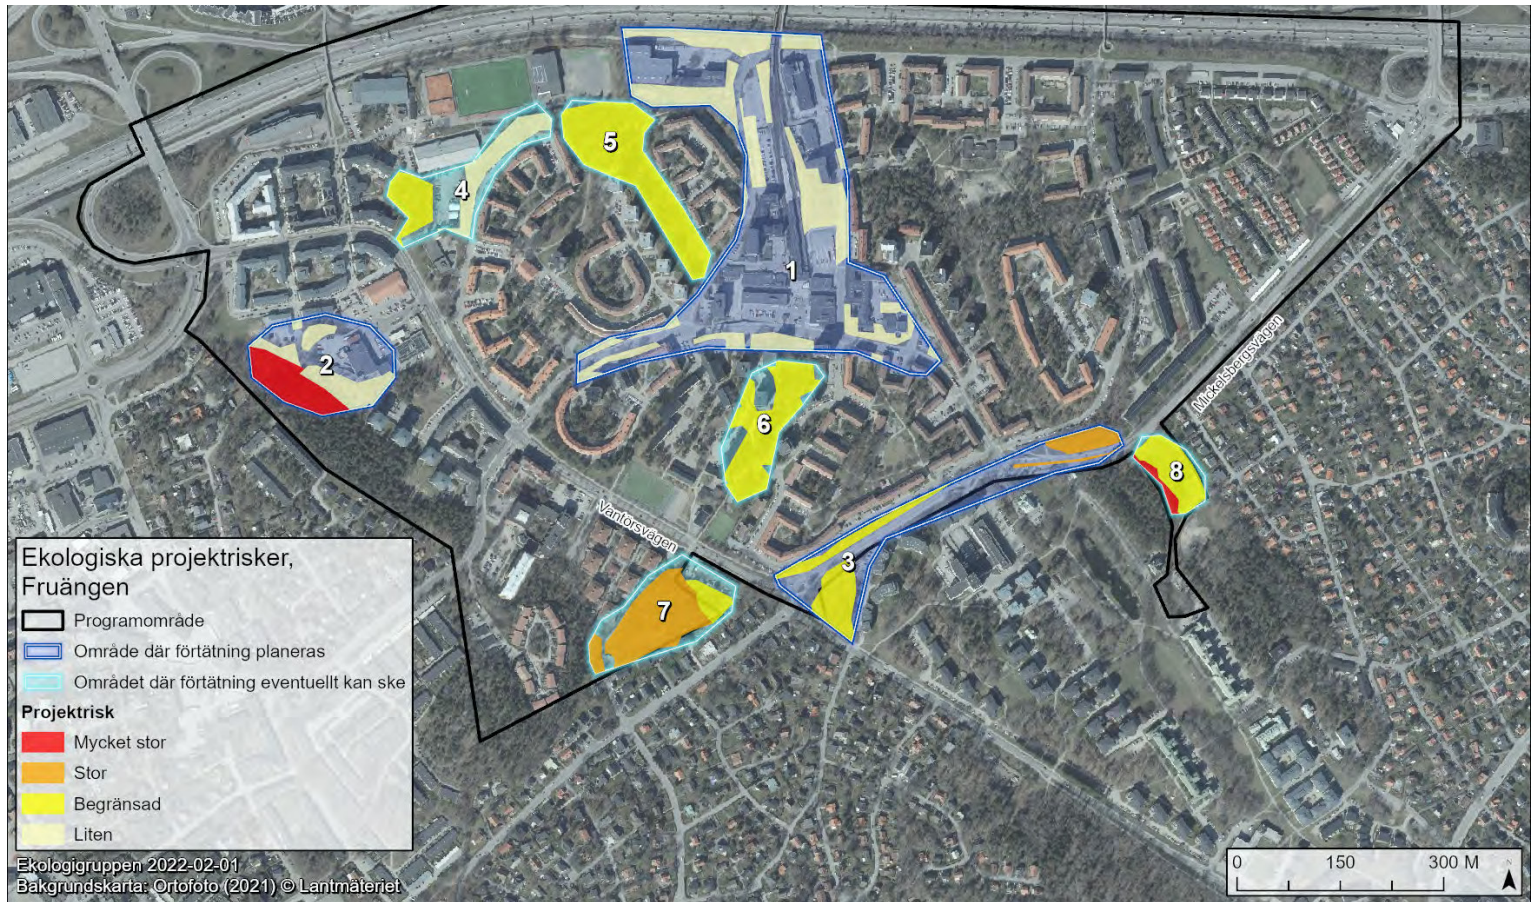 5
4
1
2
Mickelsbergsvägen
6
8
Vantörsvägen
3
7
Ekologiska projektrisker,
Fruängen
Programområde
Område där förtätning planeras
Området där förtätning eventuellt kan ske
Projektrisk
Mycket stor
Stor
Begränsad
Liten
Ekologigruppen 2022-02-01
Bakgrundskarta: Ortofoto (2021) © Lantmäteriet
0 150 300 M
N